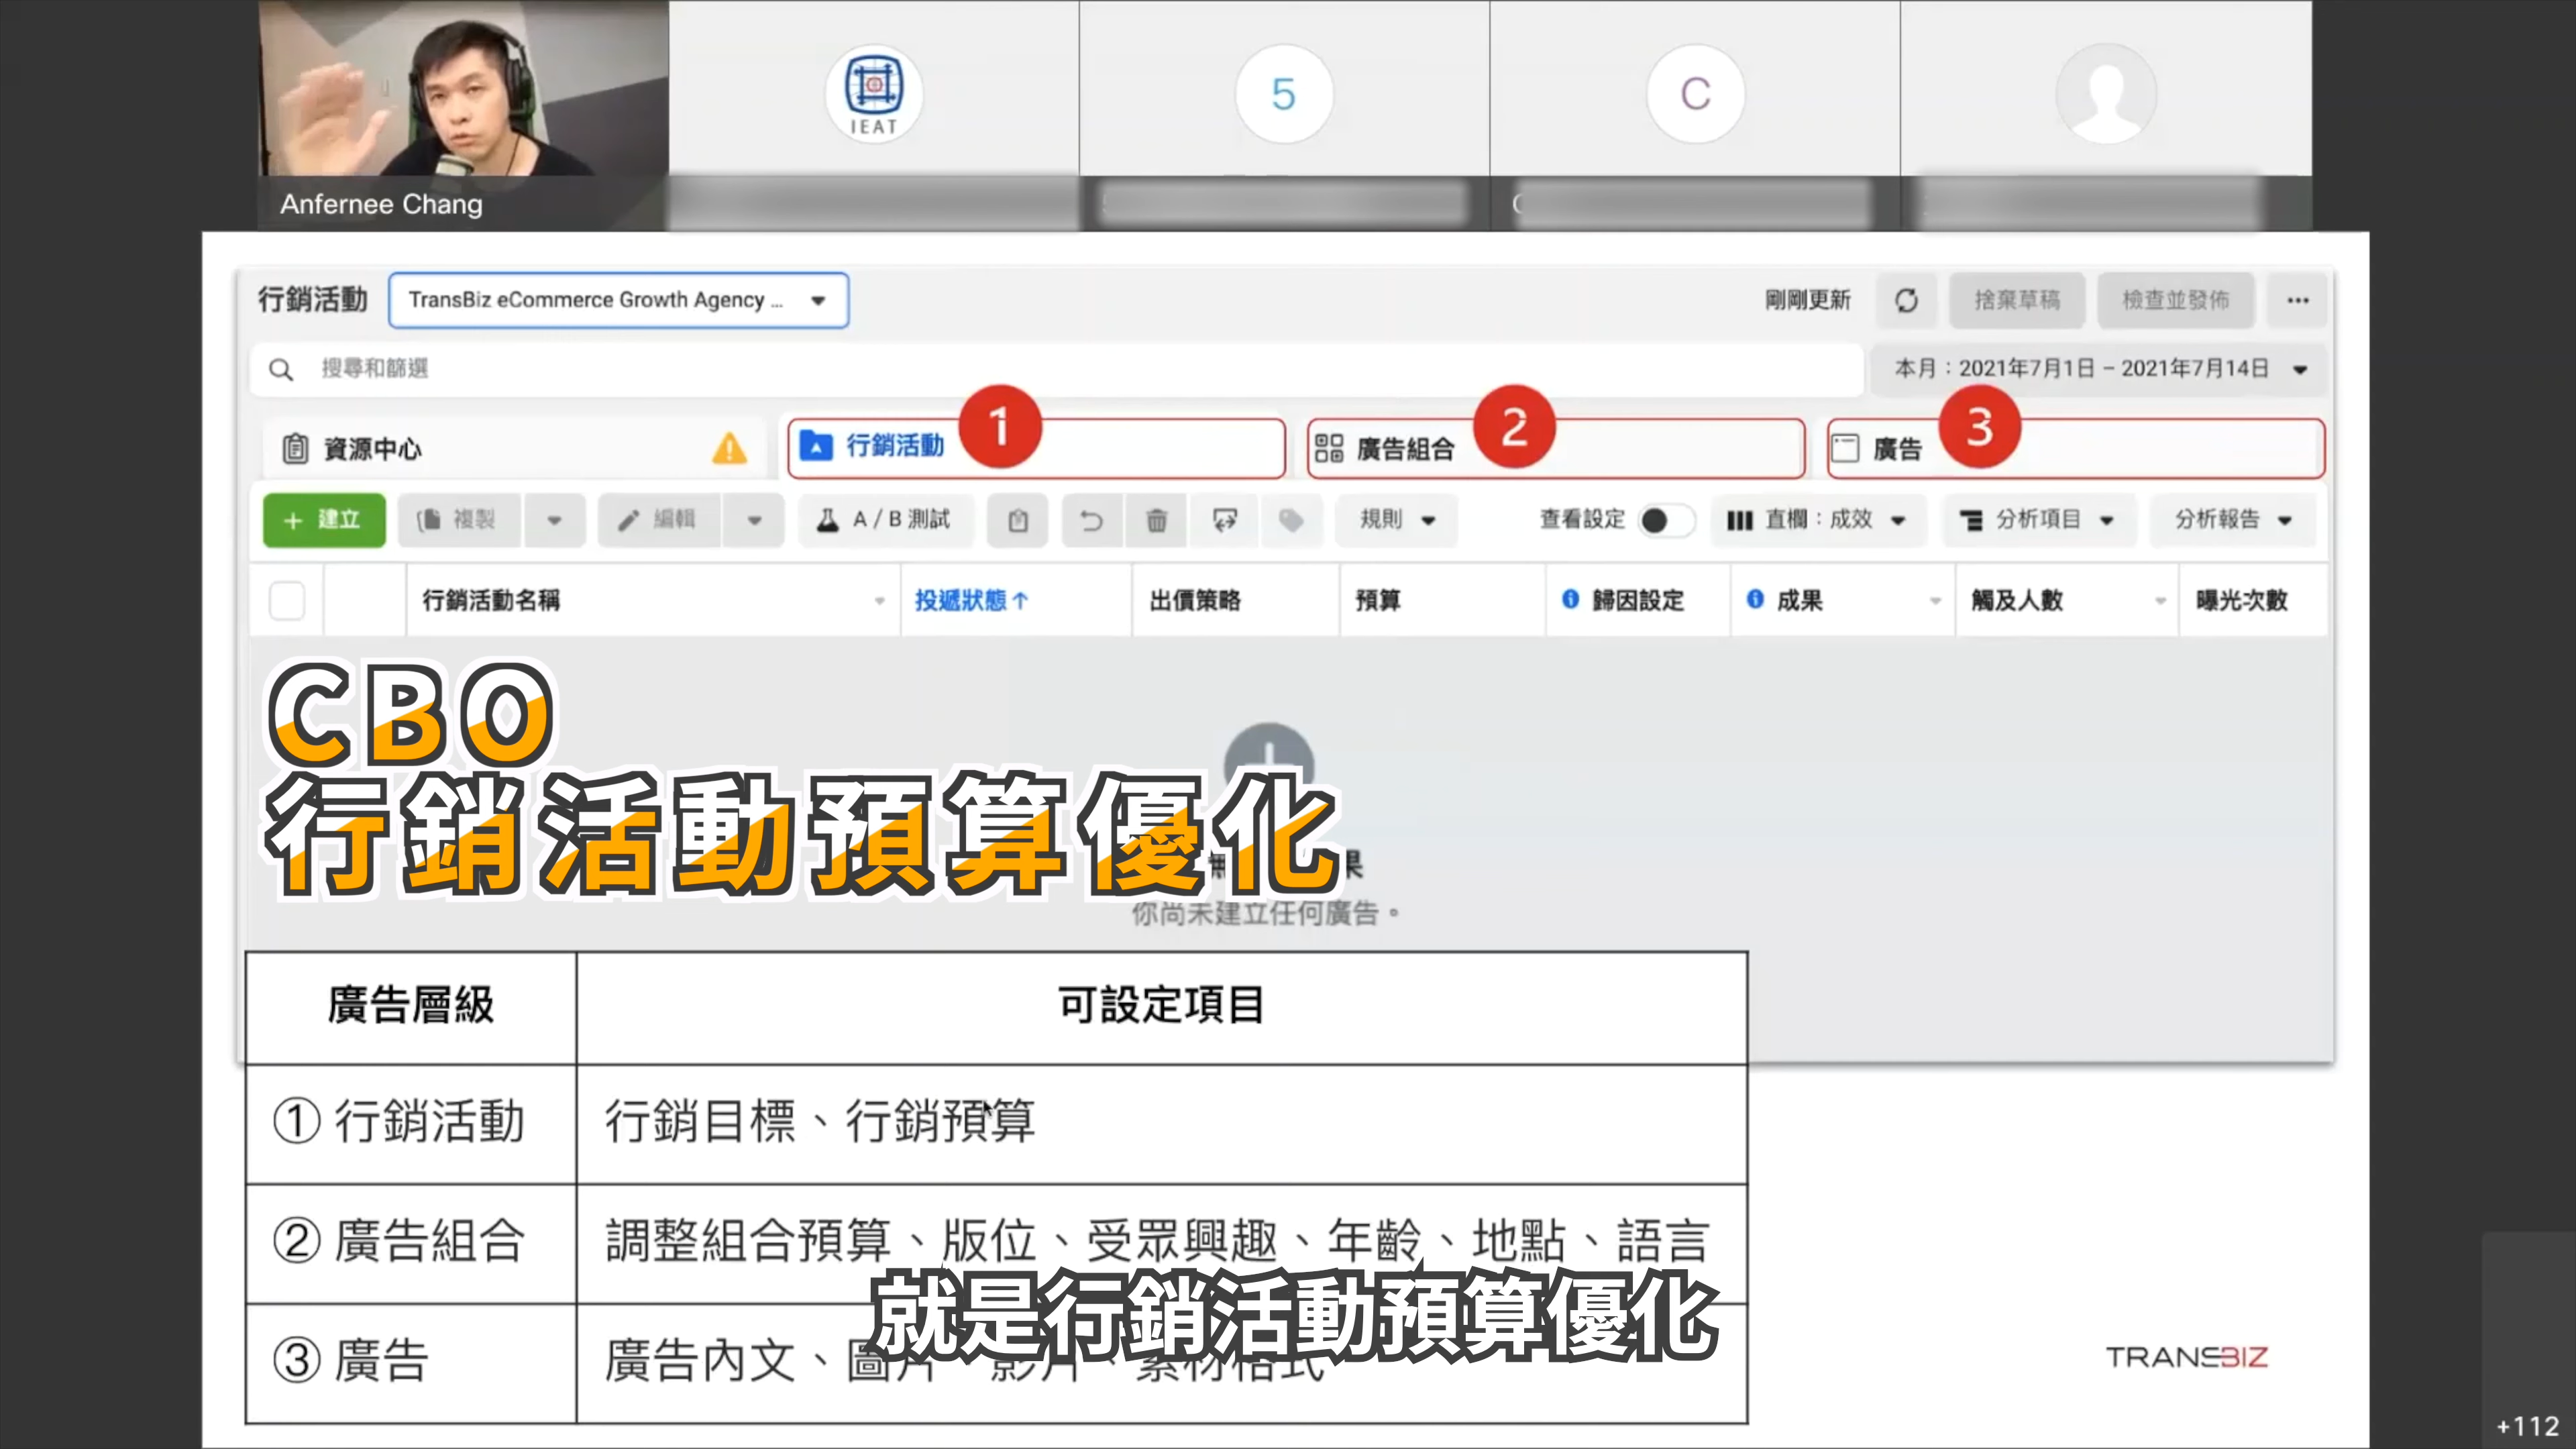 IEAT
5
C
Anfernee Chang
行銷活動
TransBiz eCommerce Growth Agency ...
剛剛更新
捨棄草稿
檢查並發佈
搜尋和篩選
本月：2021年7月1日 – 2021年7月14日
資源中心
行銷活動
1
廣告組合
2
廣告
3
+ 建立
複製
編輯
A / B 測試
規則
查看設定
直欄：成效
分析項目
分析報告
行銷活動名稱
投遞狀態↑
出價策略
預算
歸因設定
成果
觸及人數
曝光次數
CBO
行銷活動預算優化
果
你尚未建立任何廣告。
廣告層級
可設定項目
① 行銷活動
行銷目標、行銷預算
② 廣告組合
調整組合預算、版位、受眾興趣、年齡、地點、語言
就是行銷活動預算優化
③ 廣告
廣告內文、圖片、影片、素材格式
TRANSBIZ
+112